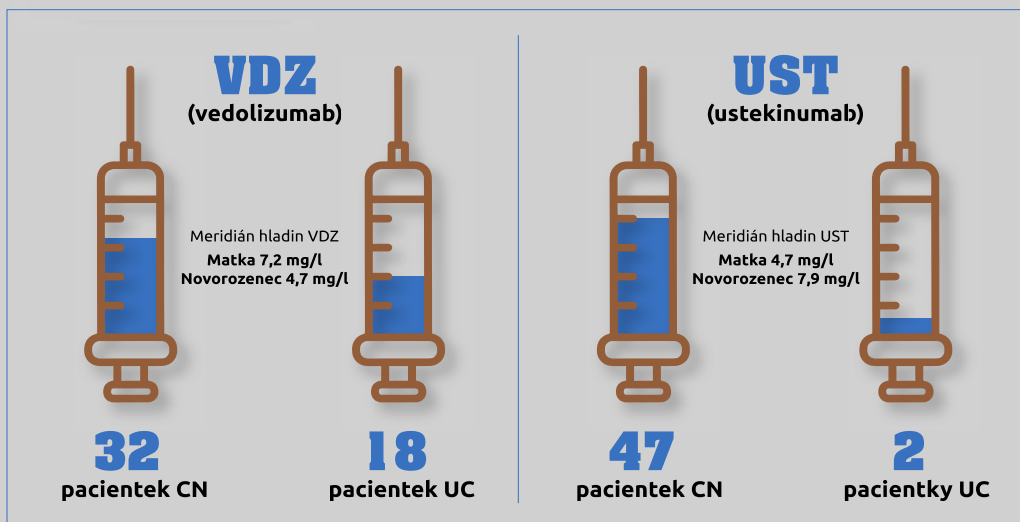 VDZ
(vedolizumab)
Meridián hladin VDZ
Matka 7,2 mg/l
Novorozenec 4,7 mg/l
32
pacientek CN
18
pacientek UC
UST
(ustekinumab)
Meridián hladin UST
Matka 4,7 mg/l
Novorozenec 7,9 mg/l
47
pacientek CN
2
pacientky UC